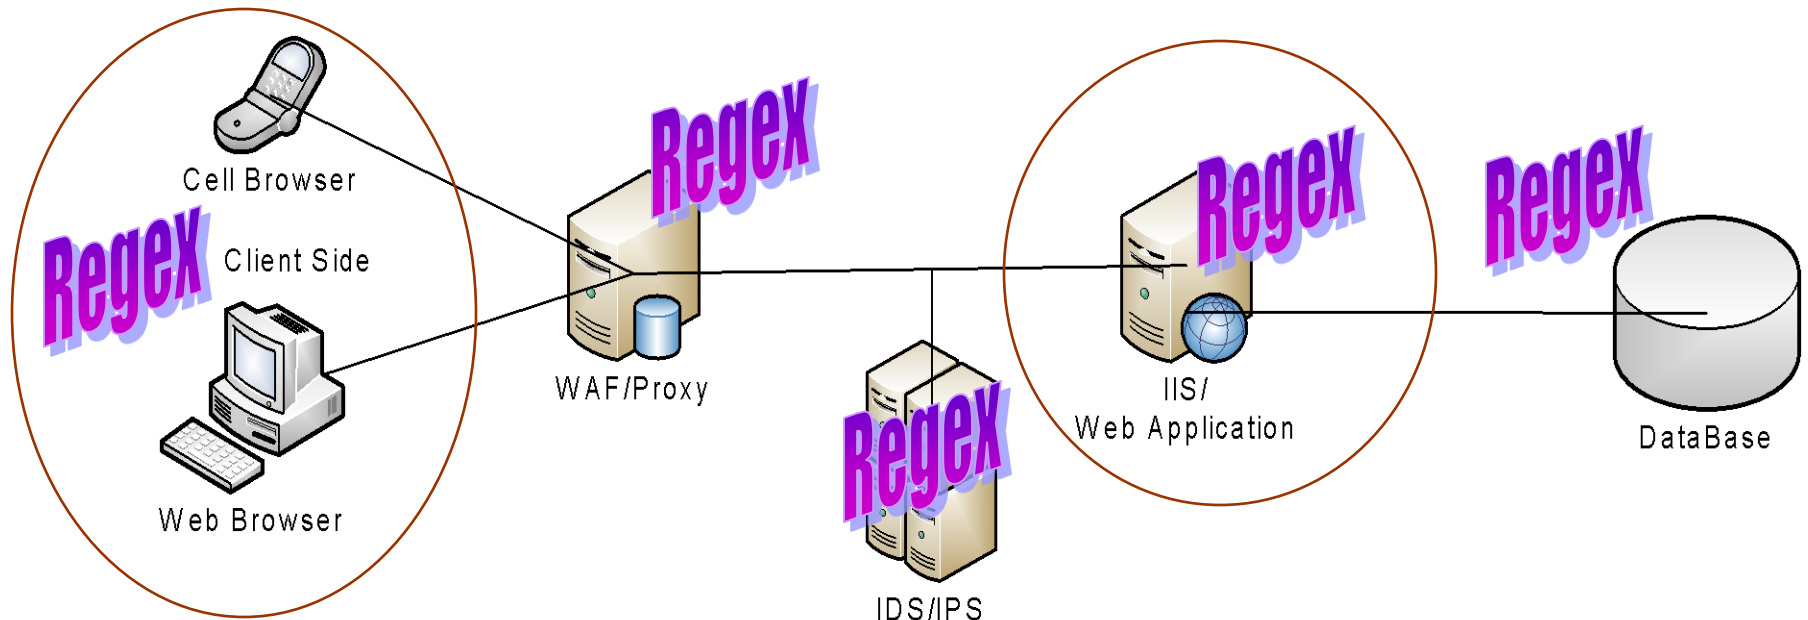 Cell Browser
Regex
Client Side
Web Browser
Regex
WAF/Proxy
Regex
IDS/IPS
Regex
IIS/
Web Application
Regex
DataBase